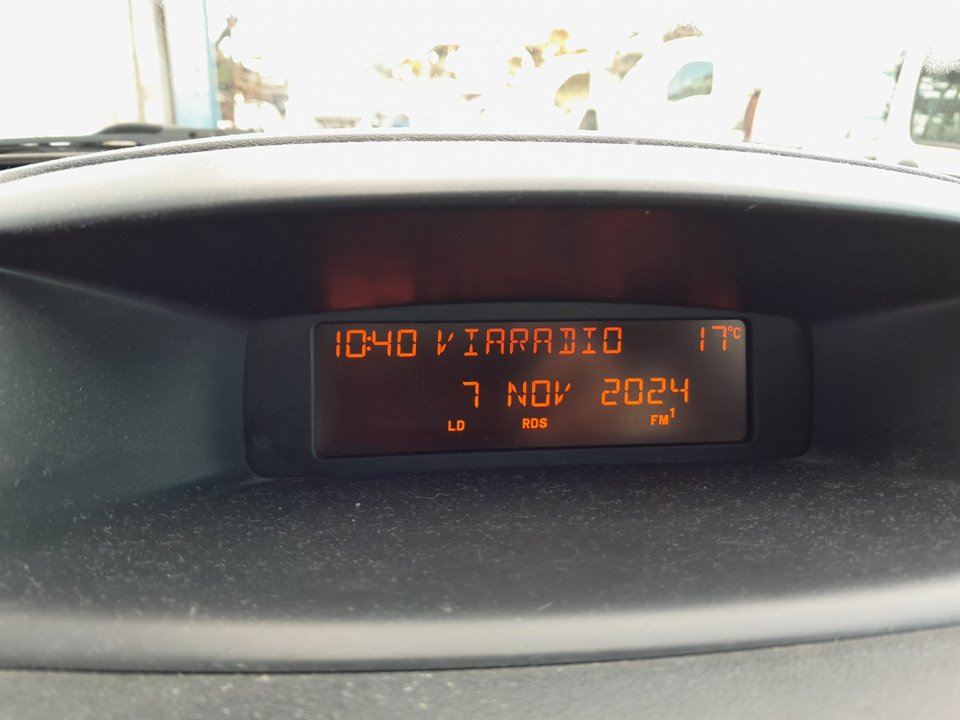 10:40 VIARADIO 17°C
7 NOV 2024
LD RDS FM1